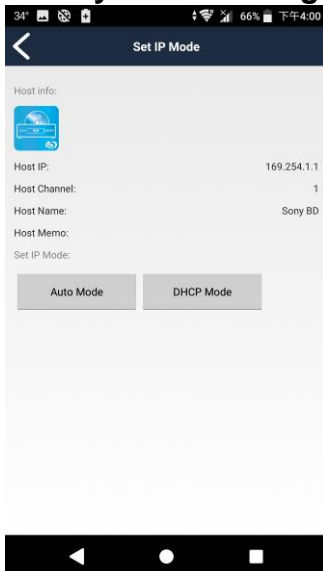 34° 66% 下午4:00
Set IP Mode
Host info:
Host IP: 169.254.1.1
Host Channel: 1
Host Name: Sony BD
Host Memo:
Set IP Mode:
Auto Mode DHCP Mode